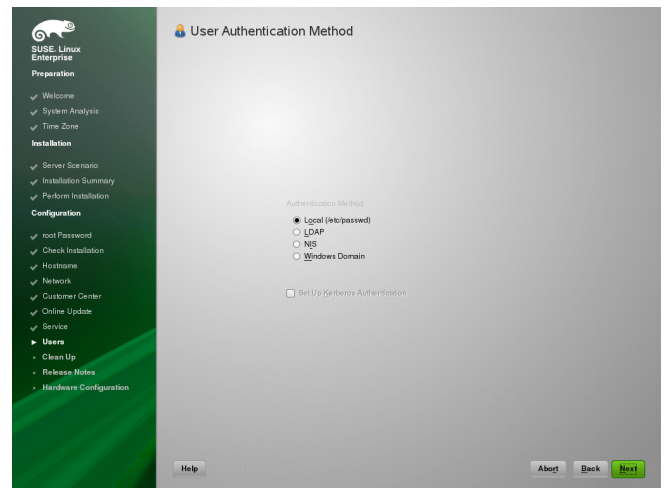 SUSE. Linux
Enterprise
Preparation
Welcome
System Analysis
Time Zone
Installation
Server Scenario
Installation Summary
Perform Installation
Configuration
root Password
Check Installation
Hostname
Network
Customer Center
Online Update
Service
Users
Clean Up
Release Notes
Hardware Configuration
User Authentication Method
Authentication Method
Local (/etc/passwd)
LDAP
NIS
Windows Domain
Set Up Kerberos Authentication
Help
Abort
Back
Next